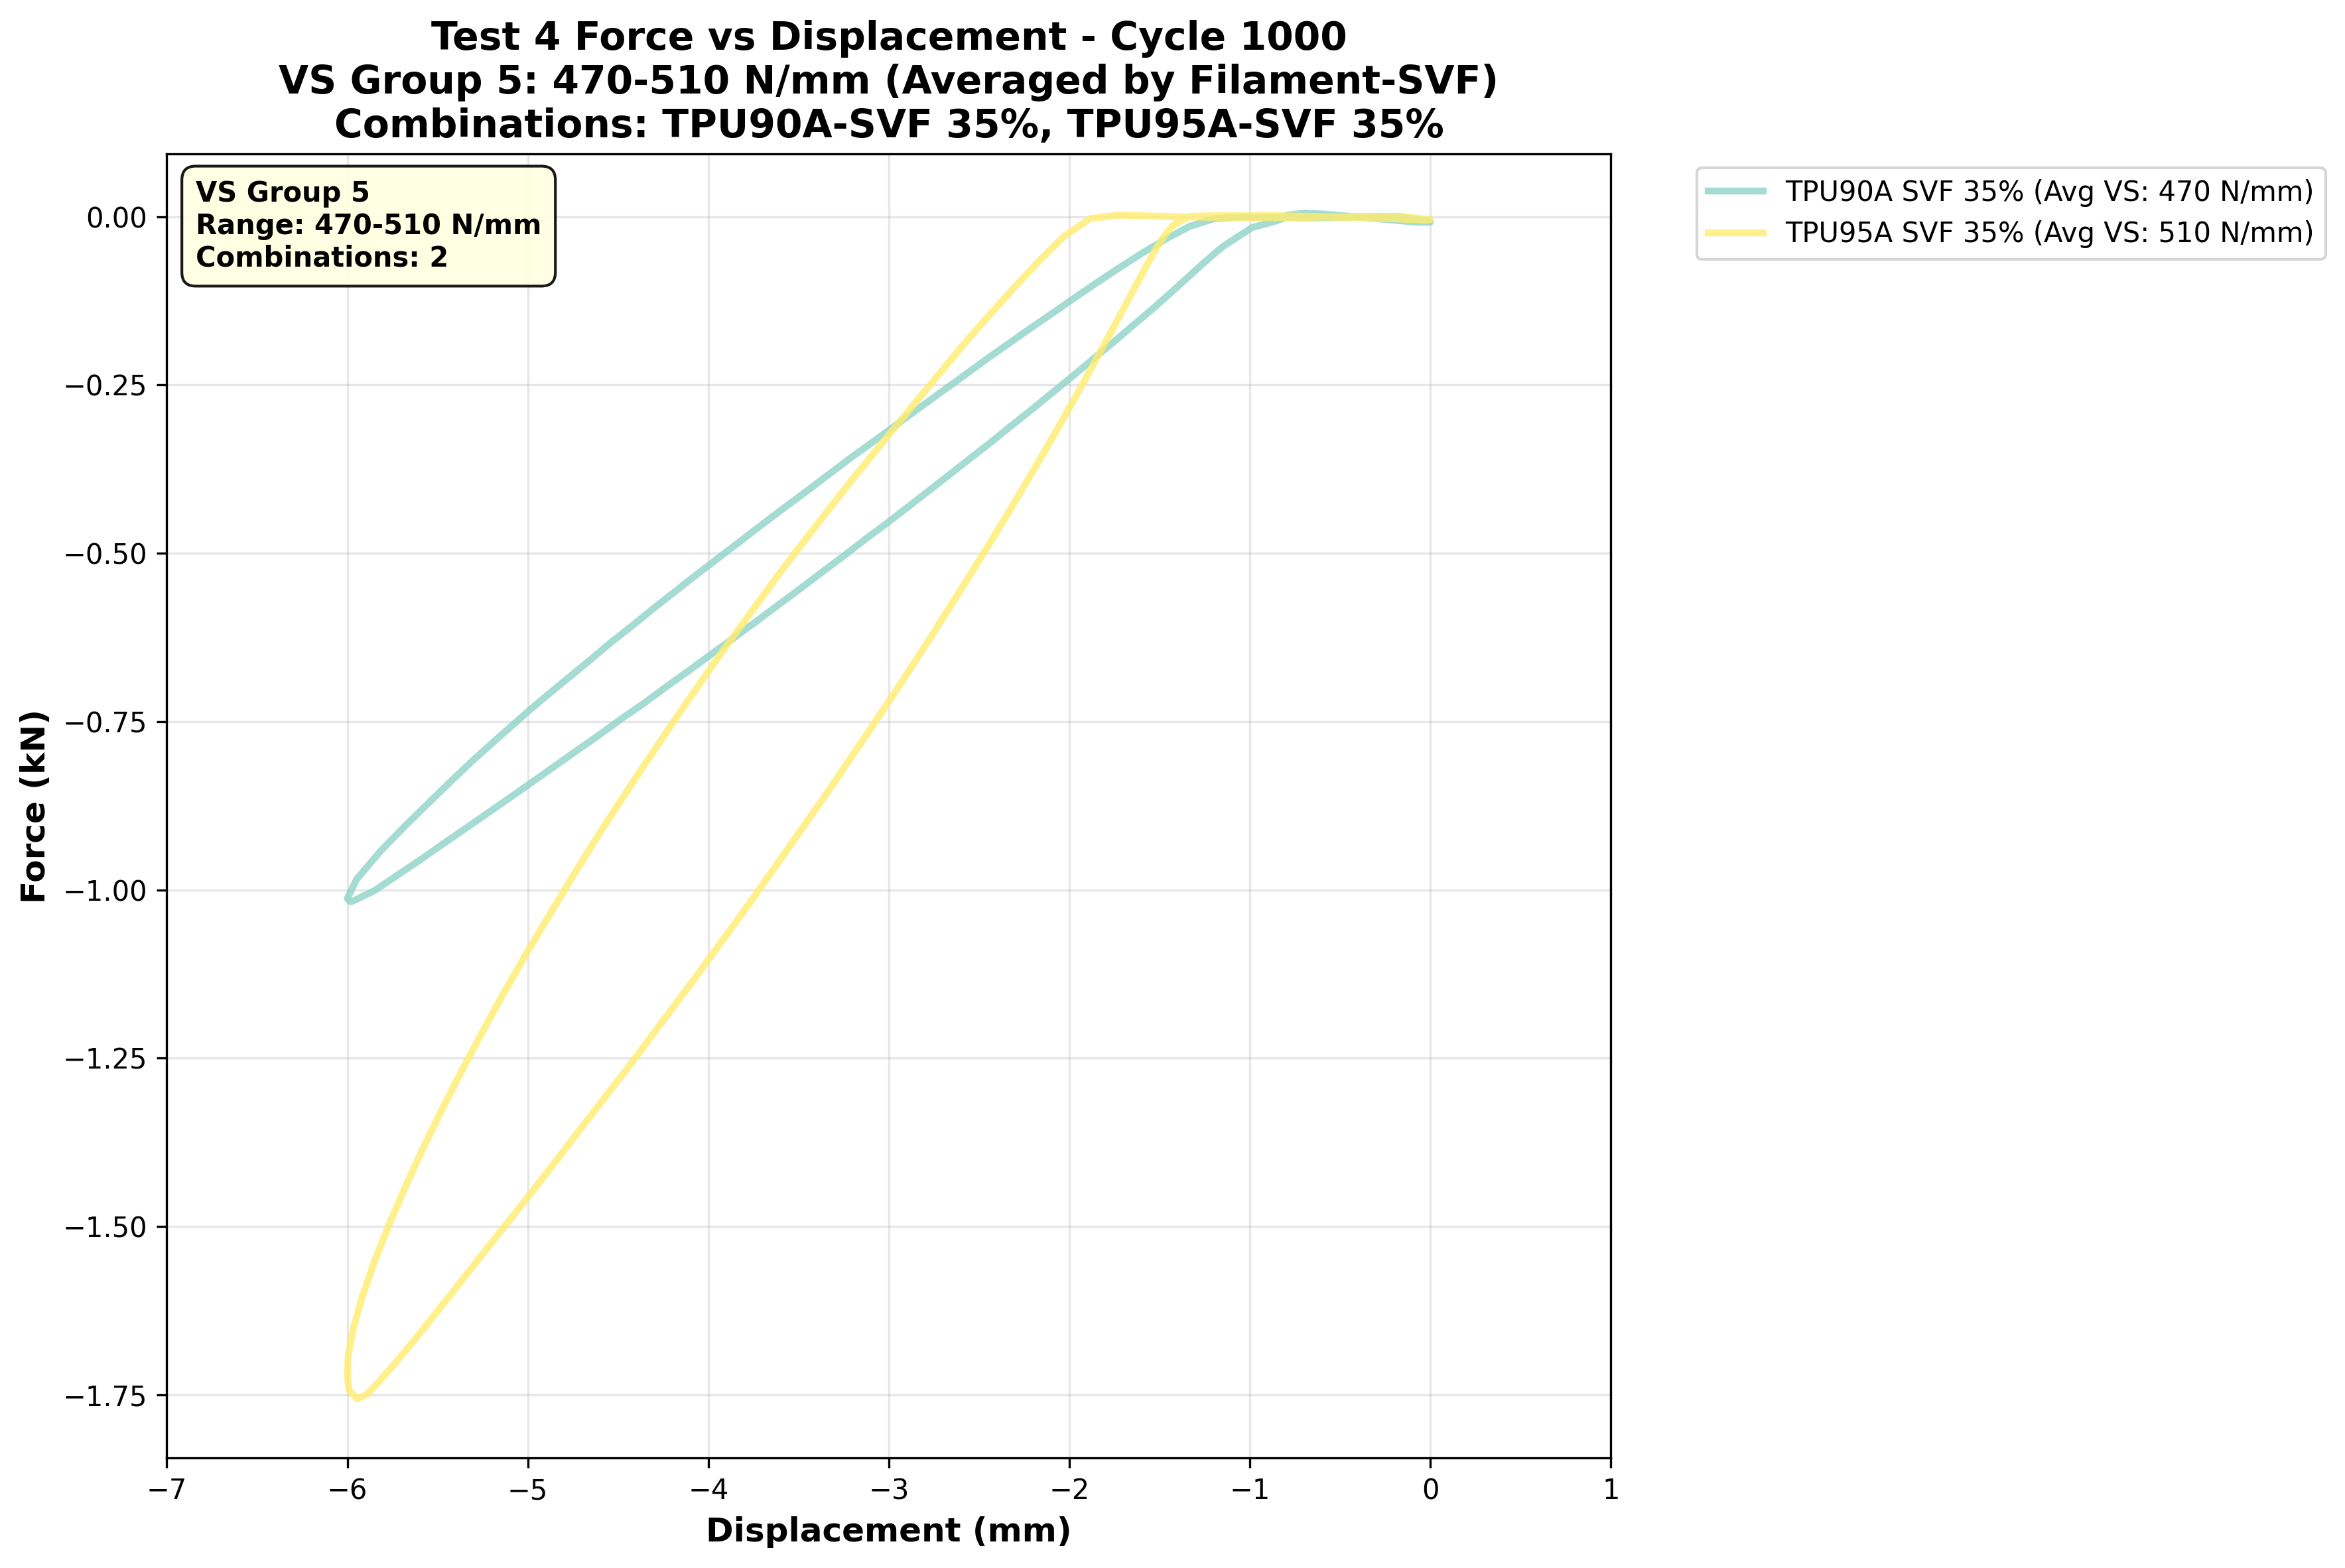 Test 4 Force vs Displacement - Cycle 1000
VS Group 5: 470-510 N/mm (Averaged by Filament-SVF)
Combinations: TPU90A-SVF 35%, TPU95A-SVF 35%
VS Group 5
Range: 470-510 N/mm
Combinations: 2
TPU90A SVF 35% (Avg VS: 470 N/mm)
TPU95A SVF 35% (Avg VS: 510 N/mm)
0.00
−0.25
−0.50
−0.75
−1.00
−1.25
−1.50
−1.75
Force (kN)
−7 −6 −5 −4 −3 −2 −1 0 1
Displacement (mm)